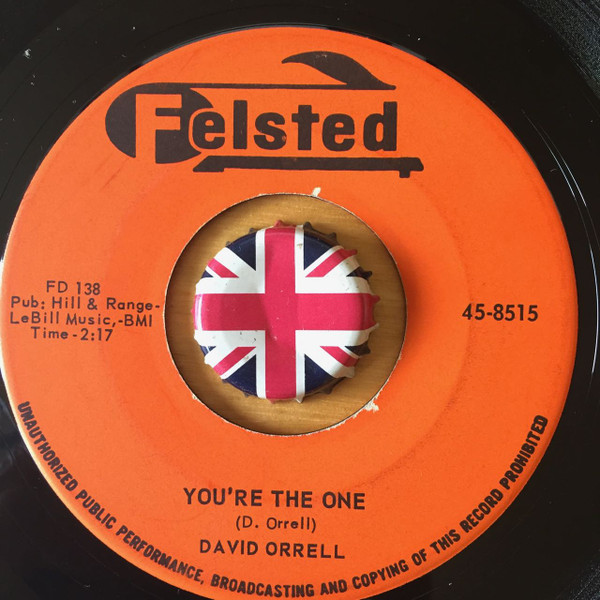 Felsted
FD 138
Pub: Hill & Range-
LeBill Music,-BMI
Time-2:17
45-8515
YOU'RE THE ONE
(D. Orrell)
DAVID ORRELL
UNAUTHORIZED PUBLIC PERFORMANCE, BROADCASTING AND COPYING OF THIS RECORD PROHIBITED